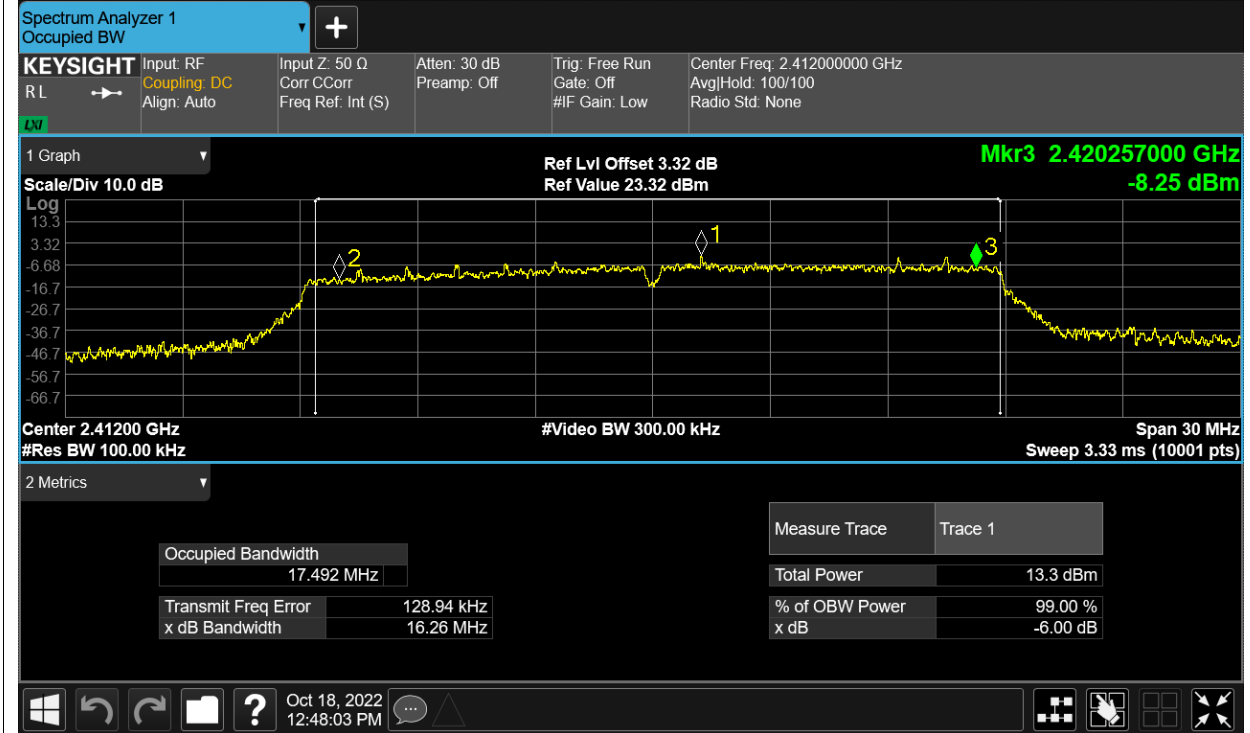 Spectrum Analyzer 1
Occupied BW
+
KEYSIGHT
R L
LXI
Input: RF
Coupling: DC
Align: Auto
Input Z: 50 Ω
Corr CCorr
Freq Ref: Int (S)
Atten: 30 dB
Preamp: Off
Trig: Free Run
Gate: Off
#IF Gain: Low
Center Freq: 2.412000000 GHz
Avg|Hold: 100/100
Radio Std: None
1 Graph
Scale/Div 10.0 dB
Ref Lvl Offset 3.32 dB
Ref Value 23.32 dBm
Mkr3 2.420257000 GHz
-8.25 dBm
Log
13.3
3.32
-6.68
-16.7
-26.7
-36.7
-46.7
-56.7
-66.7
2
1
3
Center 2.41200 GHz
#Video BW 300.00 kHz
Span 30 MHz
#Res BW 100.00 kHz
Sweep 3.33 ms (10001 pts)
2 Metrics
Occupied Bandwidth
17.492 MHz
Transmit Freq Error 128.94 kHz
x dB Bandwidth 16.26 MHz
Measure Trace Trace 1
Total Power 13.3 dBm
% of OBW Power 99.00 %
x dB -6.00 dB
?
Oct 18, 2022
12:48:03 PM